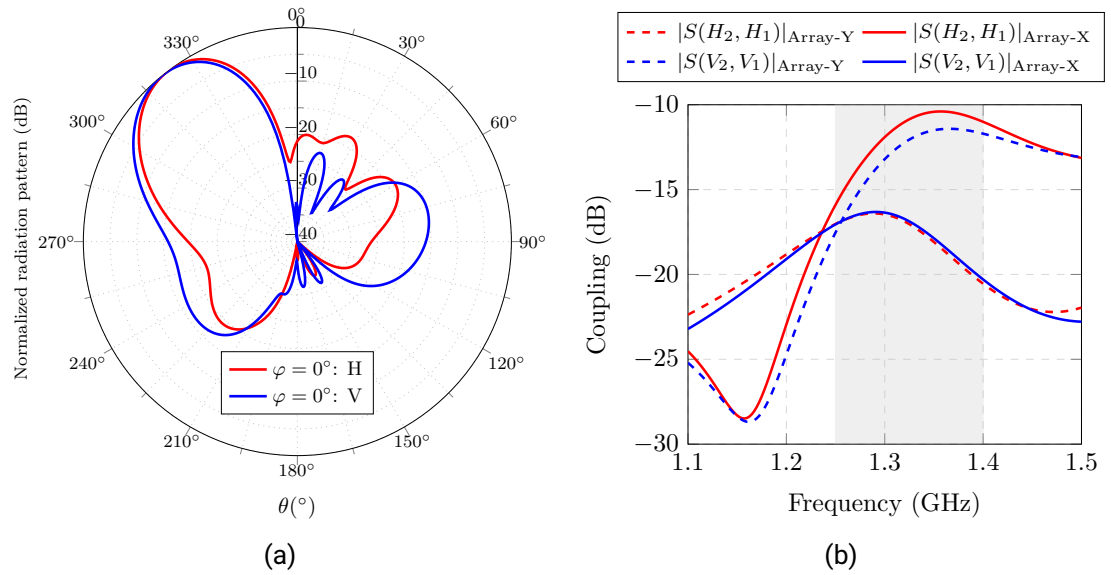 0°
30°
60°
90°
120°
150°
180°
210°
240°
270°
300°
330°
0
−10
−20
−30
−40
Normalized radiation pattern (dB)
φ = 0°: H
φ = 0°: V
θ(°)
(a)
|S(H₂, H₁)|Array-Y |S(H₂, H₁)|Array-X
|S(V₂, V₁)|Array-Y |S(V₂, V₁)|Array-X
−10
−15
−20
−25
−30
Coupling (dB)
1.1 1.2 1.3 1.4 1.5
Frequency (GHz)
(b)